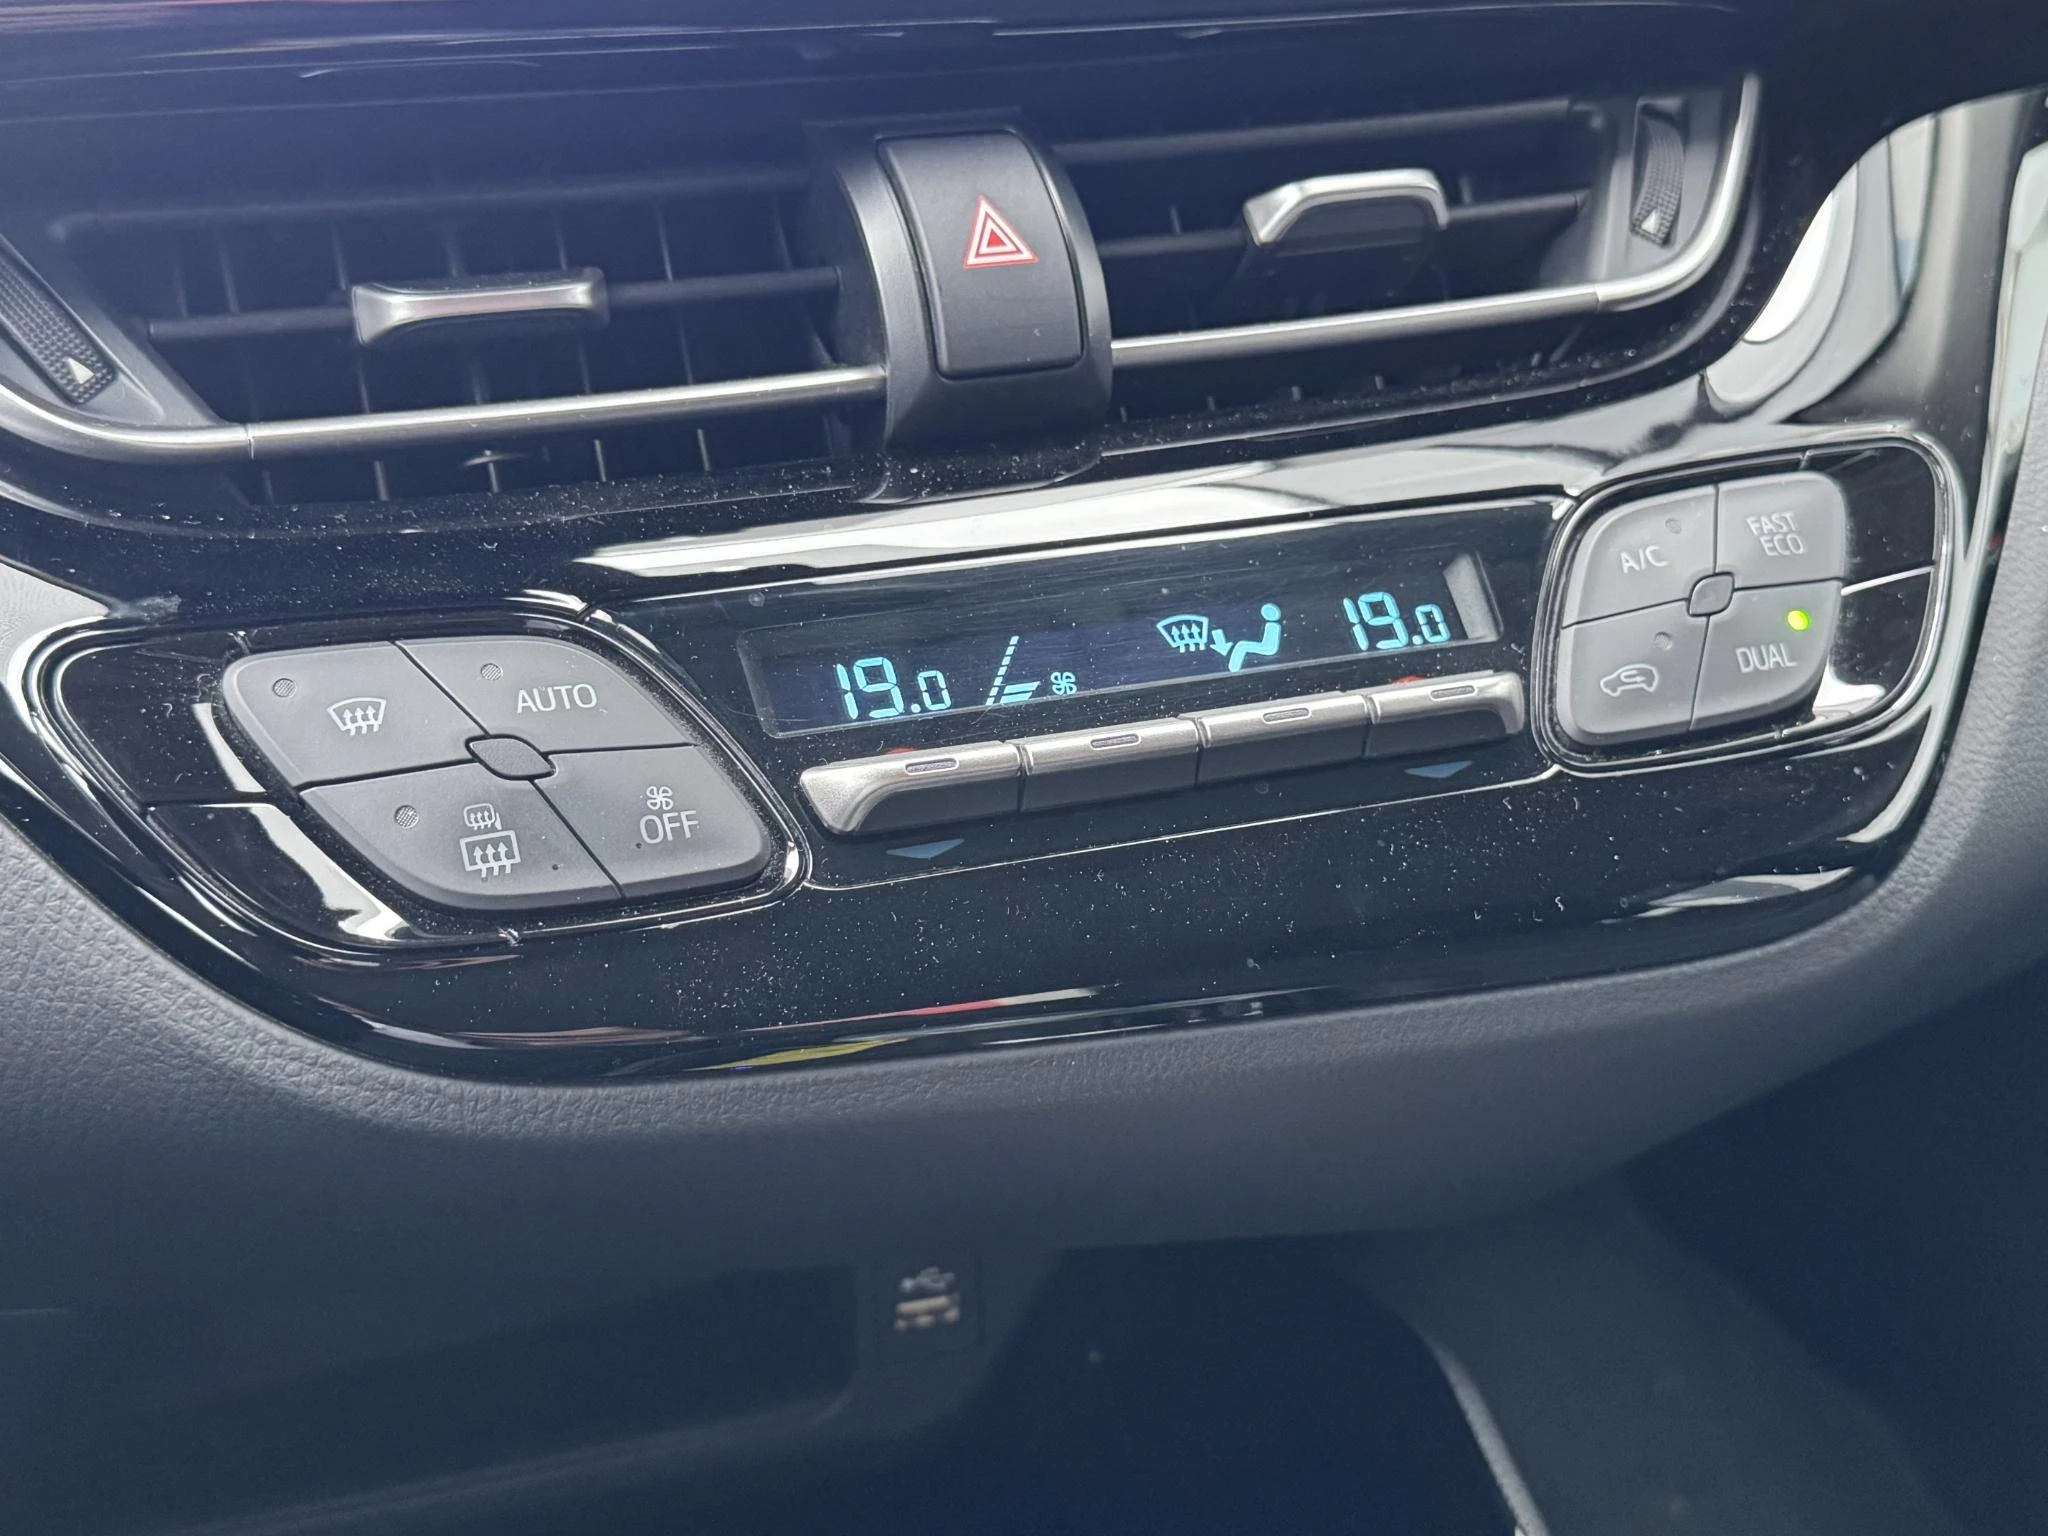 A/C
FAST
ECO
19.0
19.0
AUTO
DUAL
OFF